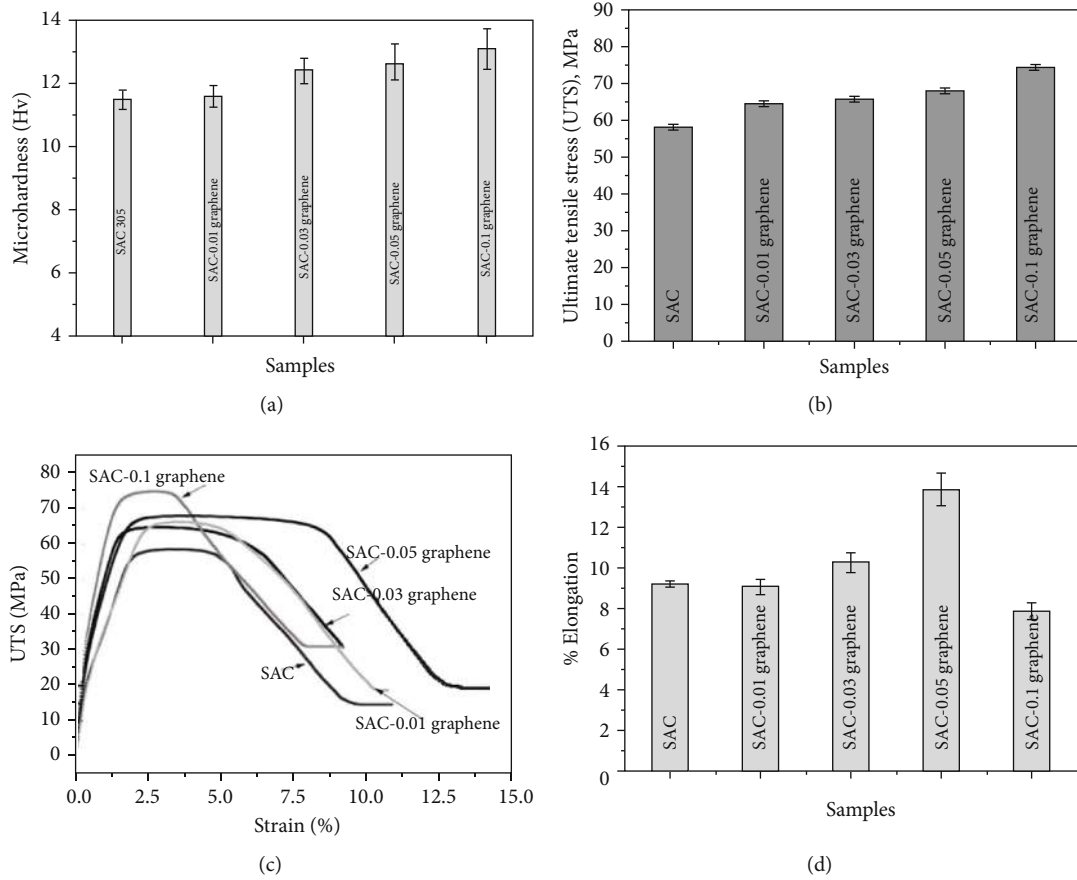 14
12
10
8
6
4
Microhardness (Hv)
SAC 305
SAC-0.01 graphene
SAC-0.03 graphene
SAC-0.05 graphene
SAC-0.1 graphene
Samples
(a)
90
80
70
60
50
40
30
20
10
0
Ultimate tensile stress (UTS), MPa
SAC
SAC-0.01 graphene
SAC-0.03 graphene
SAC-0.05 graphene
SAC-0.1 graphene
Samples
(b)
80
70
60
50
40
30
20
10
0
UTS (MPa)
SAC-0.1 graphene
SAC-0.05 graphene
SAC-0.03 graphene
SAC
SAC-0.01 graphene
0.0 2.5 5.0 7.5 10.0 12.5 15.0
Strain (%)
(c)
16
14
12
10
8
6
4
2
0
% Elongation
SAC
SAC-0.01 graphene
SAC-0.03 graphene
SAC-0.05 graphene
SAC-0.1 graphene
Samples
(d)